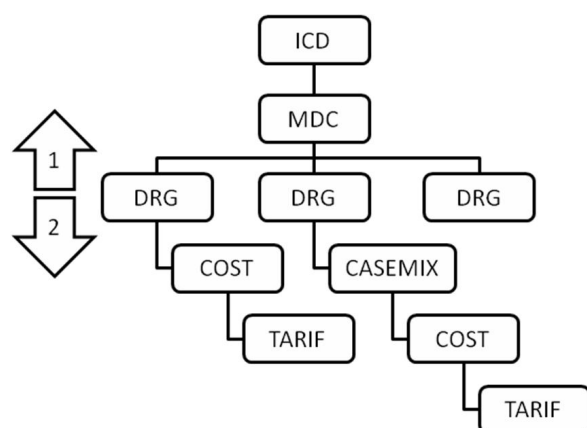 ICD
MDC
1
DRG
DRG
DRG
2
COST
CASEMIX
TARIF
COST
TARIF